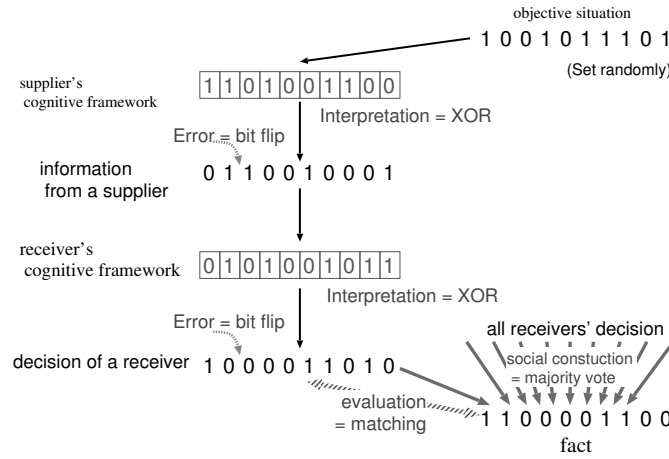 objective situation
1 0 0 1 0 1 1 1 0 1
(Set randomly)
supplier's
cognitive framework
1 1 0 1 0 0 1 1 0 0
Interpretation = XOR
Error = bit flip
information
from a supplier
0 1 1 0 0 1 0 0 0 1
receiver's
cognitive framework
0 1 0 1 0 0 1 0 1 1
Interpretation = XOR
Error = bit flip
all receivers' decision
decision of a receiver
1 0 0 0 0 1 1 0 1 0
social constuction
= majority vote
evaluation
= matching
1 1 0 0 0 0 1 1 0 0
fact